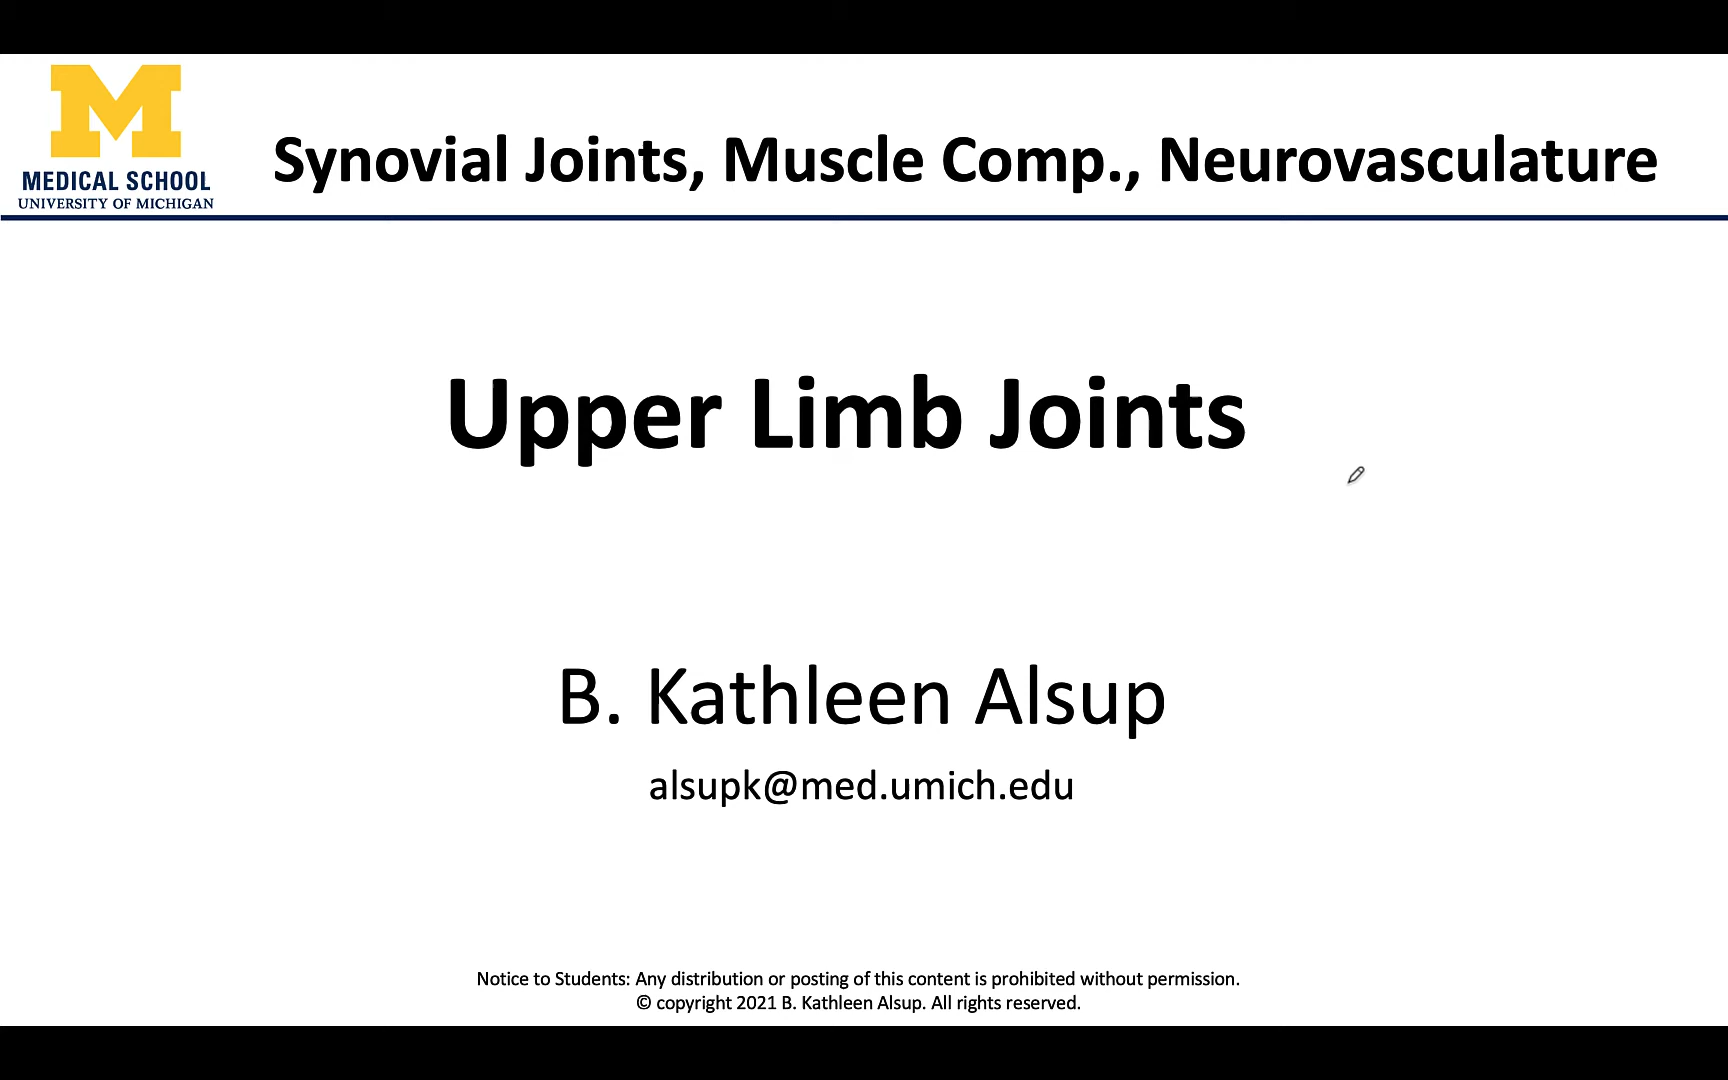 M
MEDICAL SCHOOL
UNIVERSITY OF MICHIGAN
Synovial Joints, Muscle Comp., Neurovasculature
Upper Limb Joints
B. Kathleen Alsup
alsupk@med.umich.edu
Notice to Students: Any distribution or posting of this content is prohibited without permission.
© copyright 2021 B. Kathleen Alsup. All rights reserved.